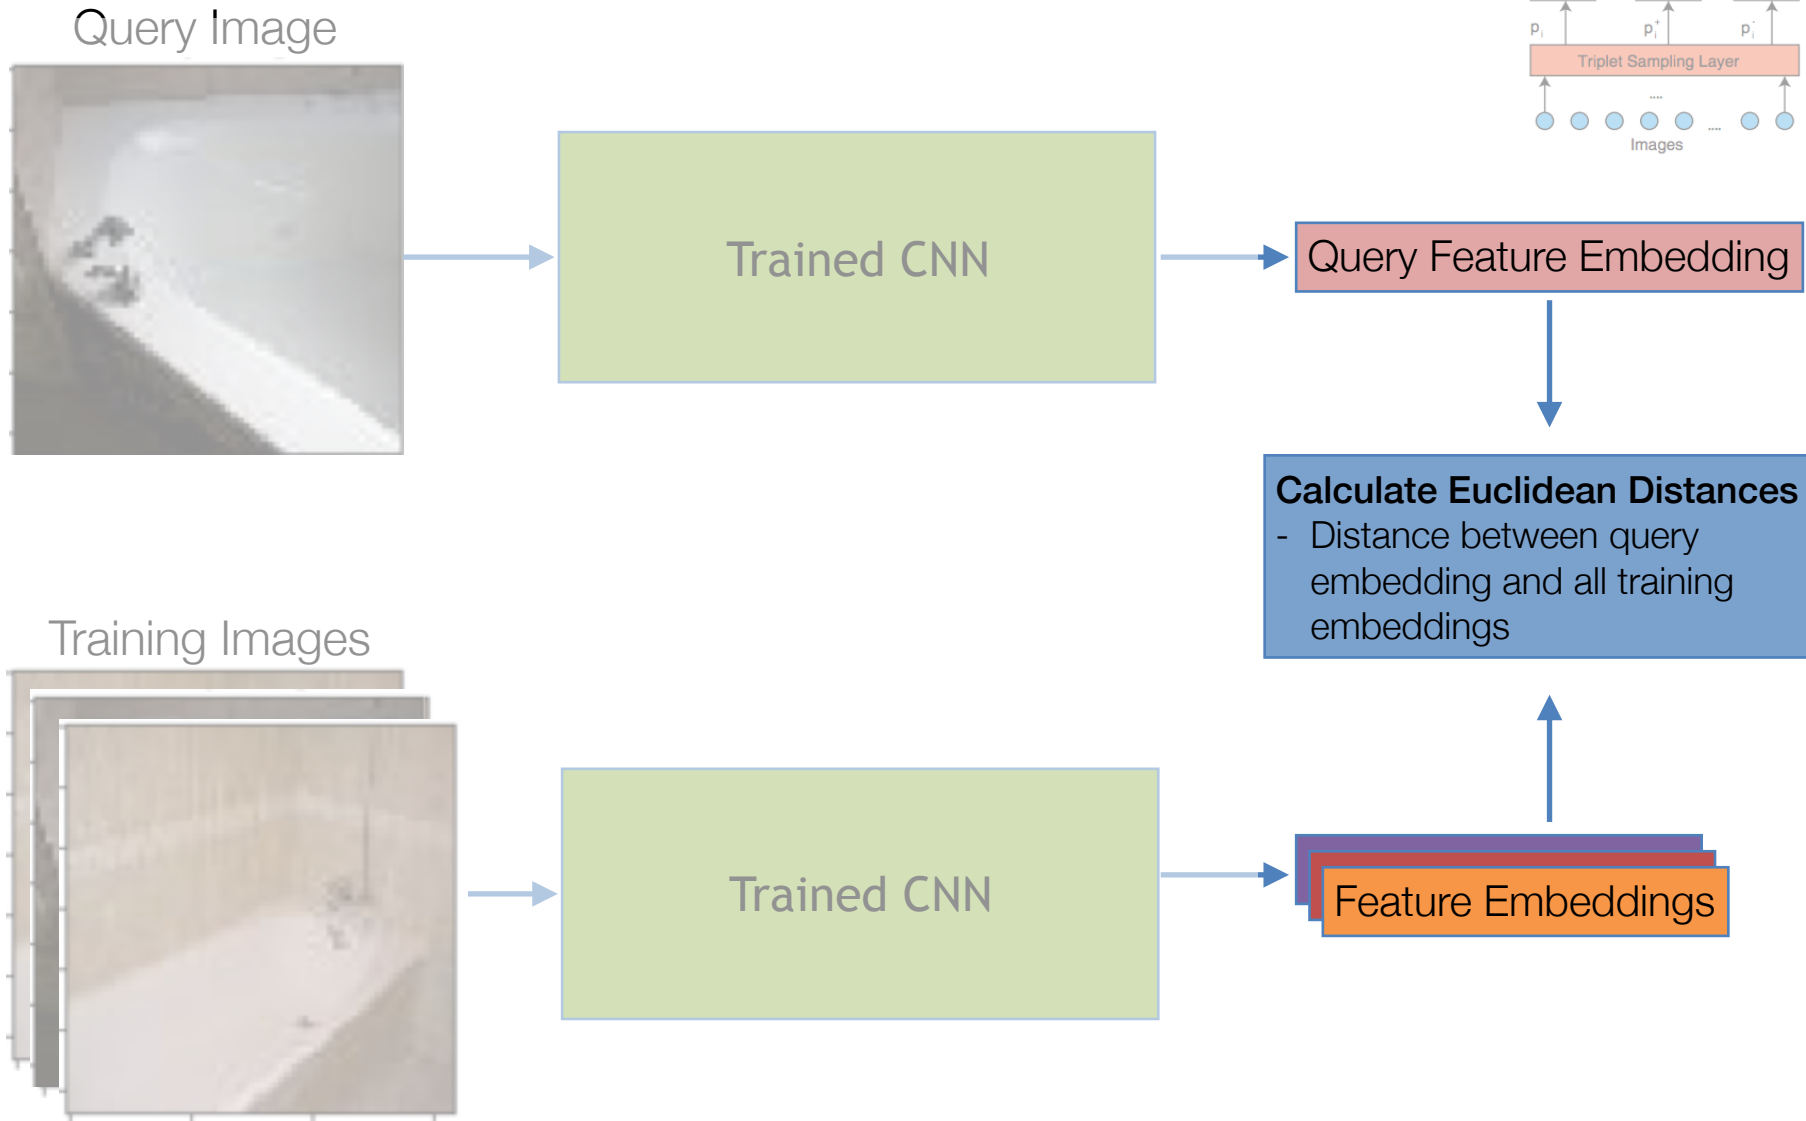 Query Image
p i p i + p i -
Triplet Sampling Layer
....
....
Images
Trained CNN
Query Feature Embedding
Calculate Euclidean Distances
- Distance between query
embedding and all training
embeddings
Training Images
Trained CNN
Feature Embeddings